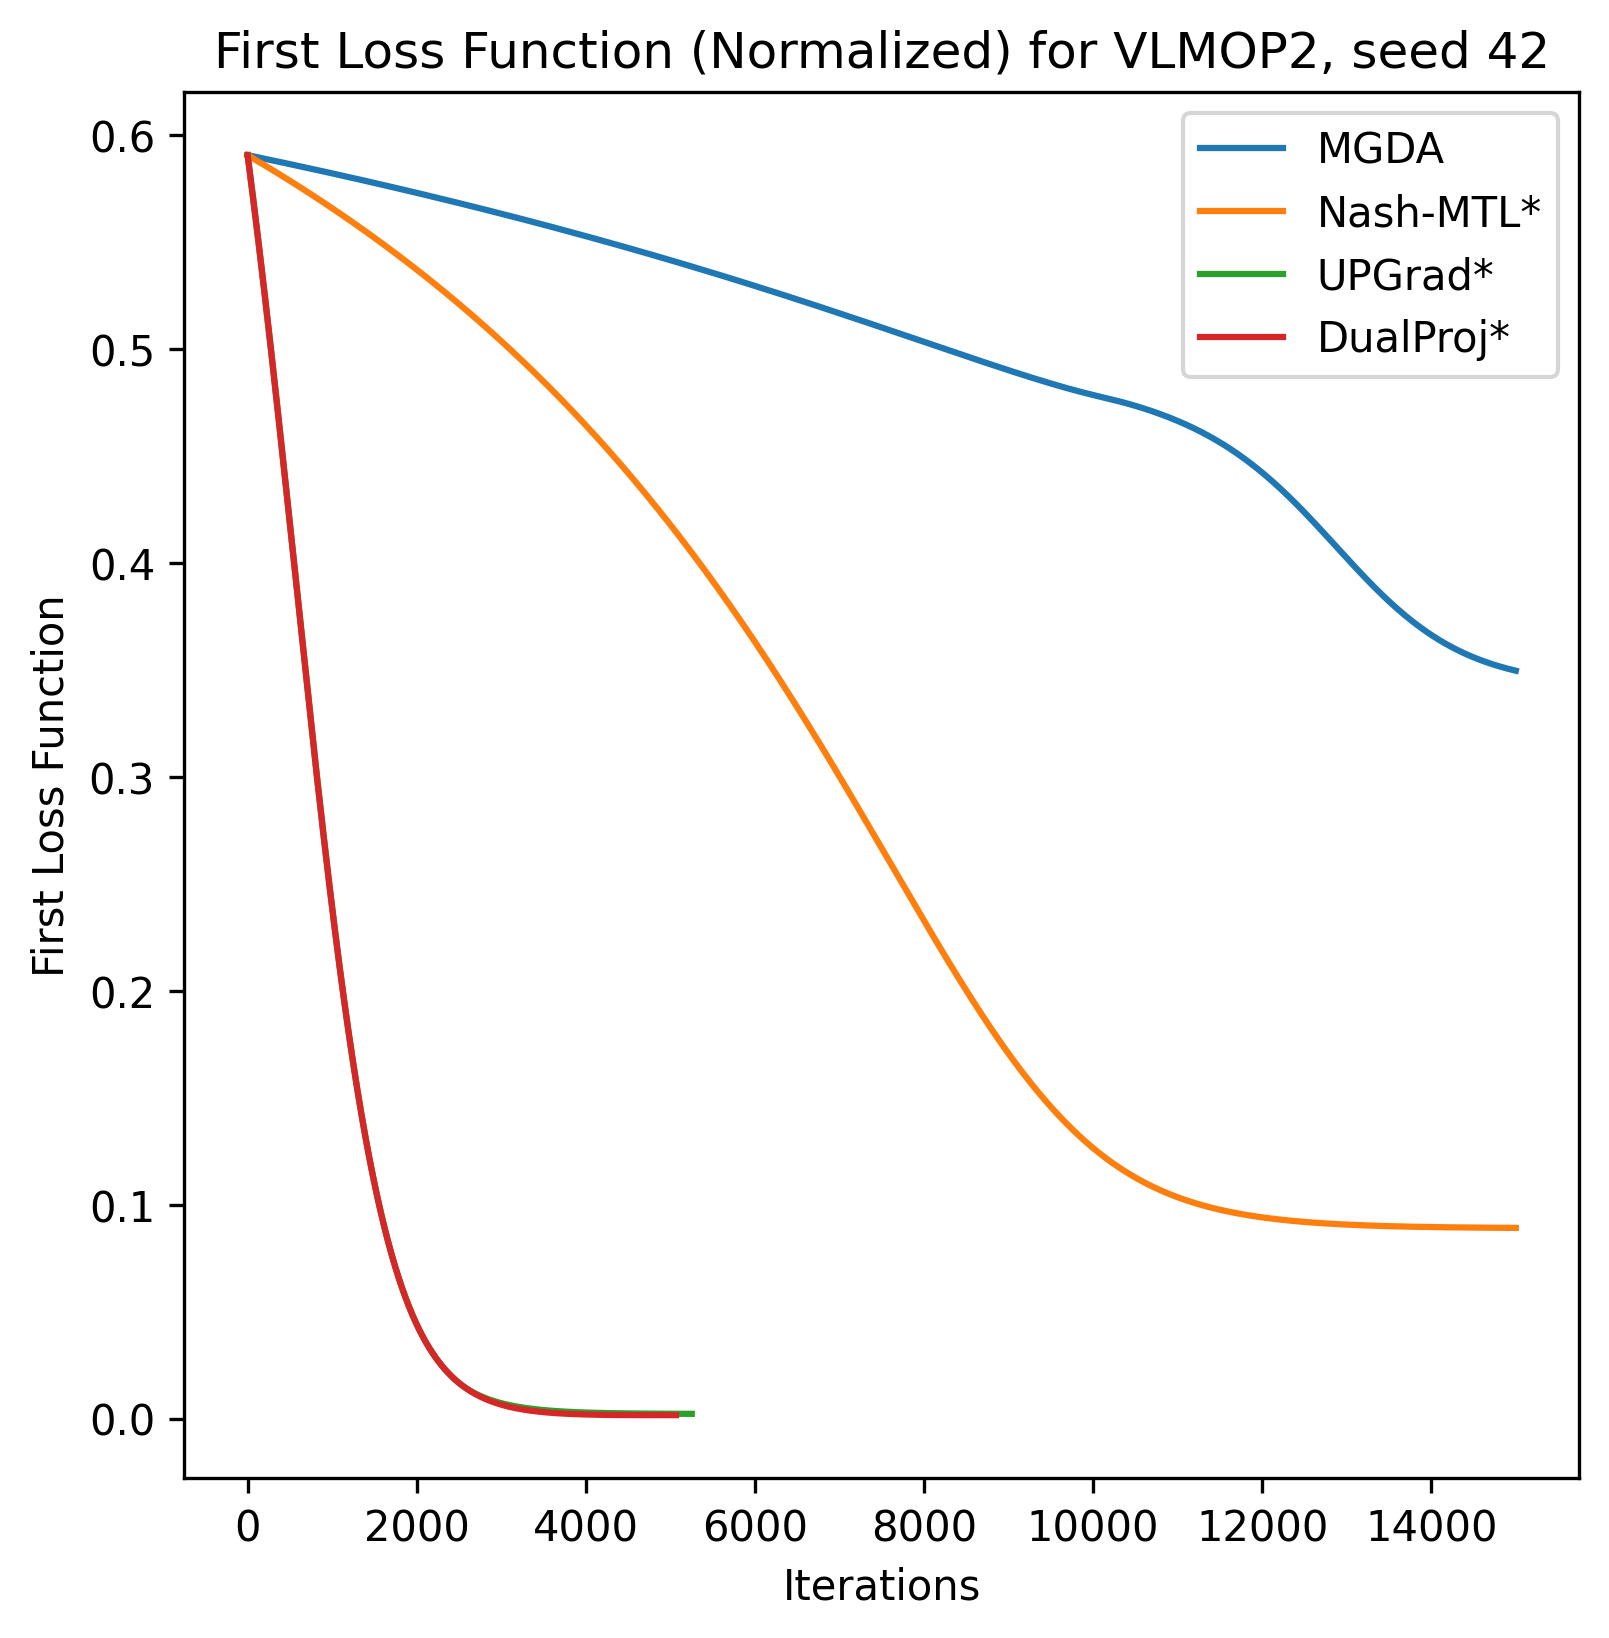 First Loss Function (Normalized) for VLMOP2, seed 42
MGDA
Nash-MTL*
UPGrad*
DualProj*
First Loss Function
0.6
0.5
0.4
0.3
0.2
0.1
0.0
0 2000 4000 6000 8000 10000 12000 14000
Iterations